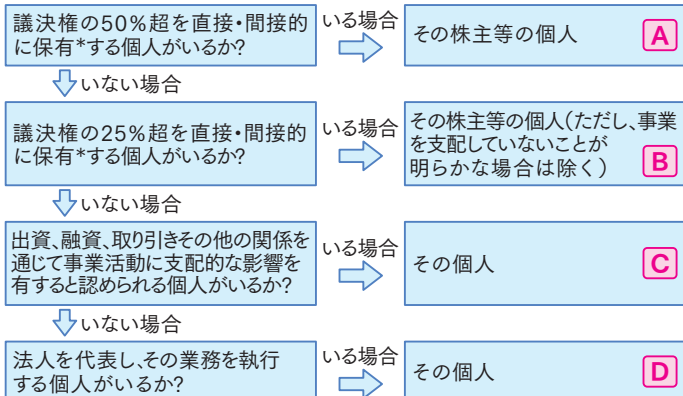 議決権の50%超を直接・間接的
に保有*する個人がいるか?
いる場合
その株主等の個人
A
いない場合
議決権の25%超を直接・間接的
に保有*する個人がいるか?
いる場合
その株主等の個人(ただし、事業
を支配していないことが
明らかな場合は除く)
B
いない場合
出資、融資、取り引きその他の関係を
通じて事業活動に支配的な影響を
有すると認められる個人がいるか?
いる場合
その個人
C
いない場合
法人を代表し、その業務を執行
する個人がいるか?
いる場合
その個人
D